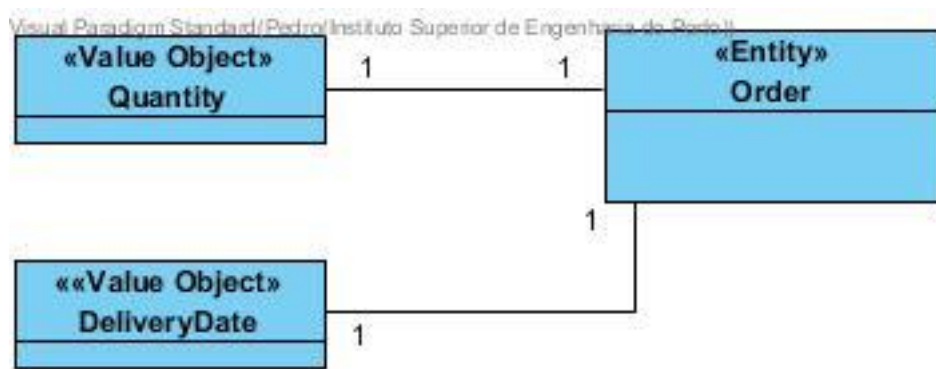 Visual Paradigm Standard(Pedro(Instituto Superior de Engenharia do Porto))
«Value Object»
Quantity
1
1
«Entity»
Order
1
««Value Object»
DeliveryDate
1